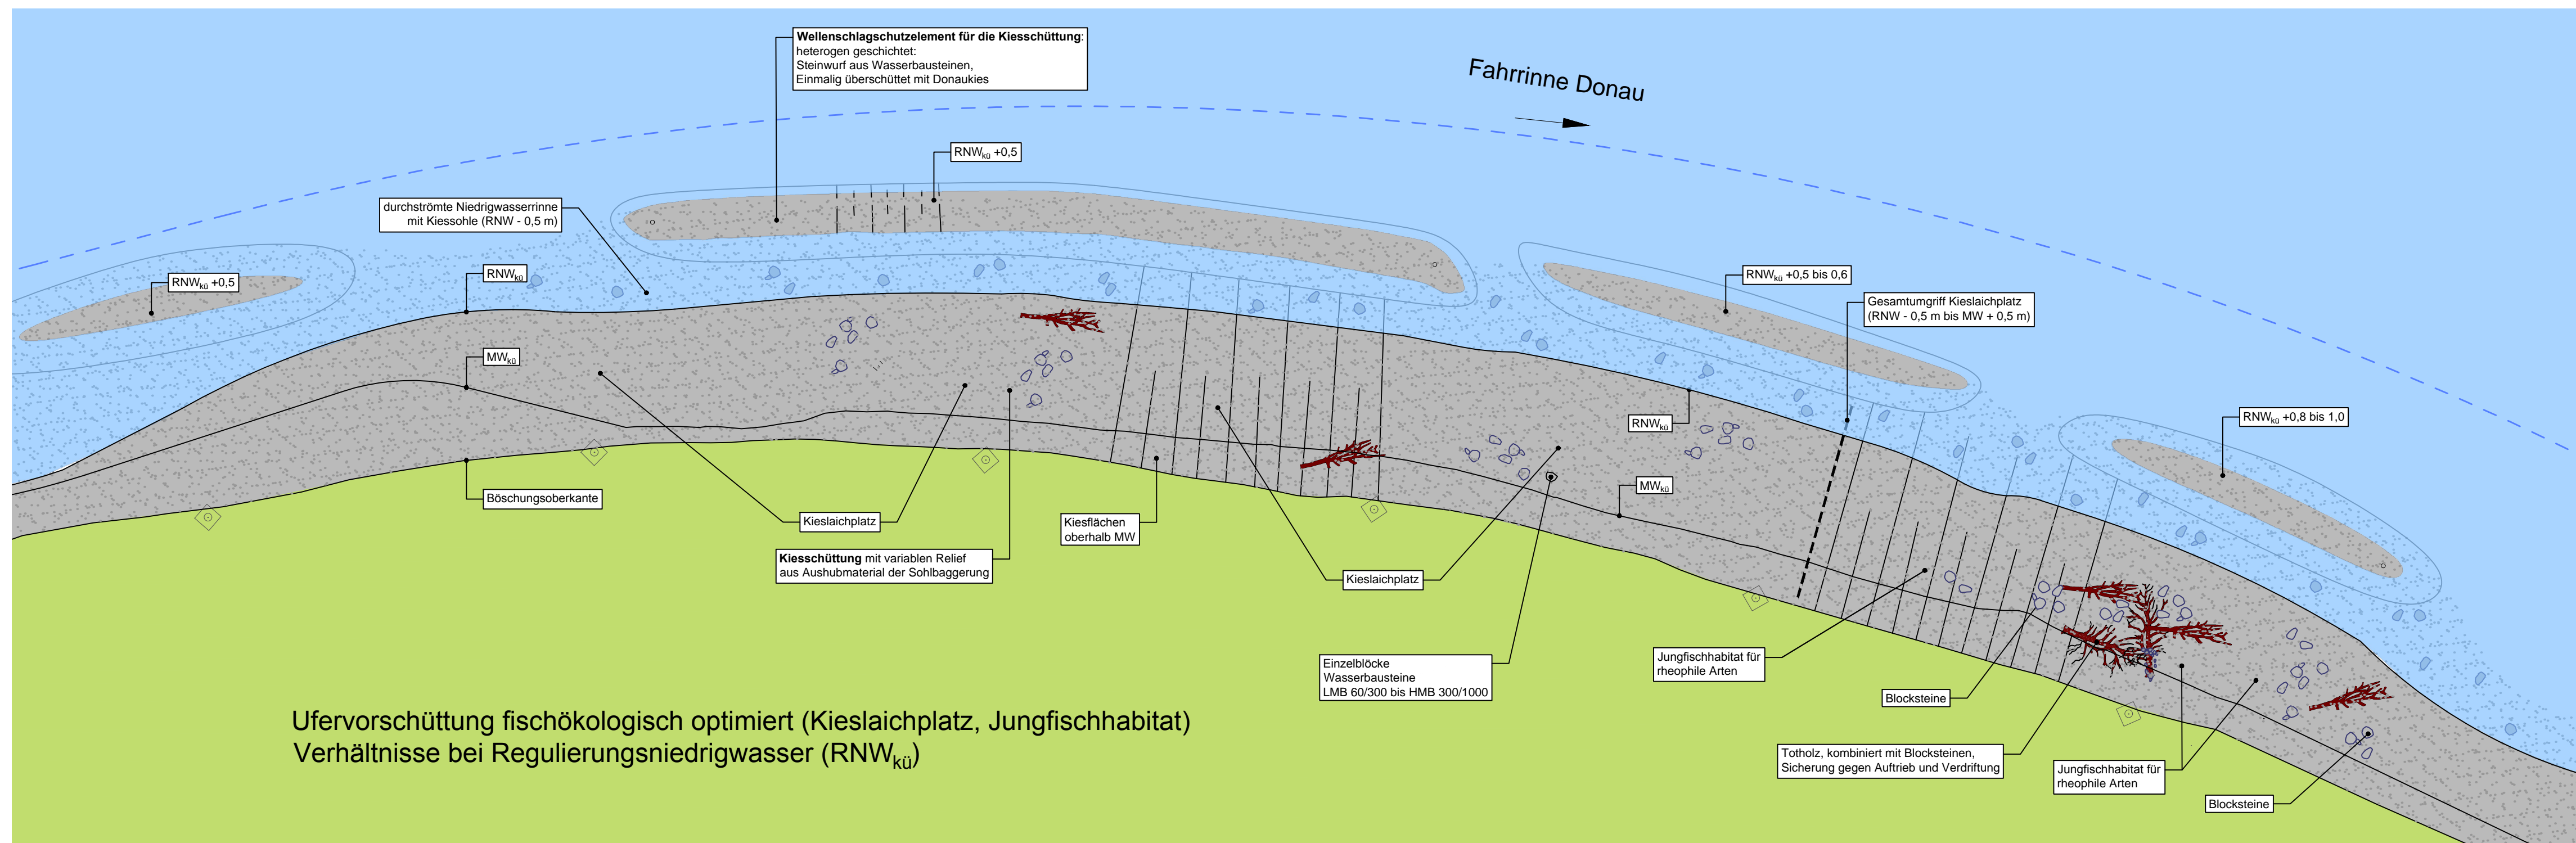 Wellenschlagschutzelement für die Kiesschüttung:
heterogen geschichtet:
Steinwurf aus Wasserbausteinen,
Einmalig überschüttet mit Donaukies
Fahrrinne Donau
RNWkü +0,5
durchströmte Niedrigwasserrinne
mit Kiessohle (RNW - 0,5 m)
RNWkü
RNWkü +0,5
RNWkü +0,5 bis 0,6
Gesamtumgriff Kieslaichplatz
(RNW - 0,5 m bis MW + 0,5 m)
MWkü
RNWkü
RNWkü +0,8 bis 1,0
MWkü
Böschungsoberkante
Kieslaichplatz
Kiesflächen
oberhalb MW
Kiesschüttung mit variablen Relief
aus Aushubmaterial der Sohlbaggerung
Kieslaichplatz
Einzelblöcke
Wasserbausteine
LMB 60/300 bis HMB 300/1000
Jungfischhabitat für
rheophile Arten
Blocksteine
Totholz, kombiniert mit Blocksteinen,
Sicherung gegen Auftrieb und Verdriftung
Jungfischhabitat für
rheophile Arten
Blocksteine
Ufervorschüttung fischökologisch optimiert (Kieslaichplatz, Jungfischhabitat)
Verhältnisse bei Regulierungsniedrigwasser (RNWkü)